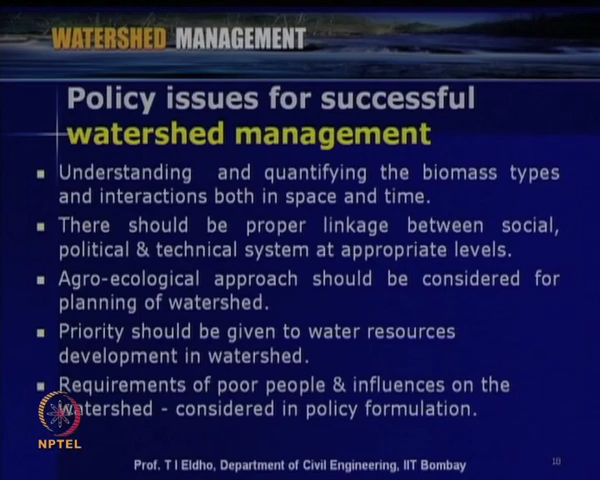 WATERSHED MANAGEMENT
Policy issues for successful
watershed management
Understanding and quantifying the biomass types
and interactions both in space and time.
There should be proper linkage between social,
political & technical system at appropriate levels.
Agro-ecological approach should be considered for
planning of watershed.
Priority should be given to water resources
development in watershed.
Requirements of poor people & influences on the
watershed - considered in policy formulation.
NPTEL
Prof. T I Eldho, Department of Civil Engineering, IIT Bombay
10